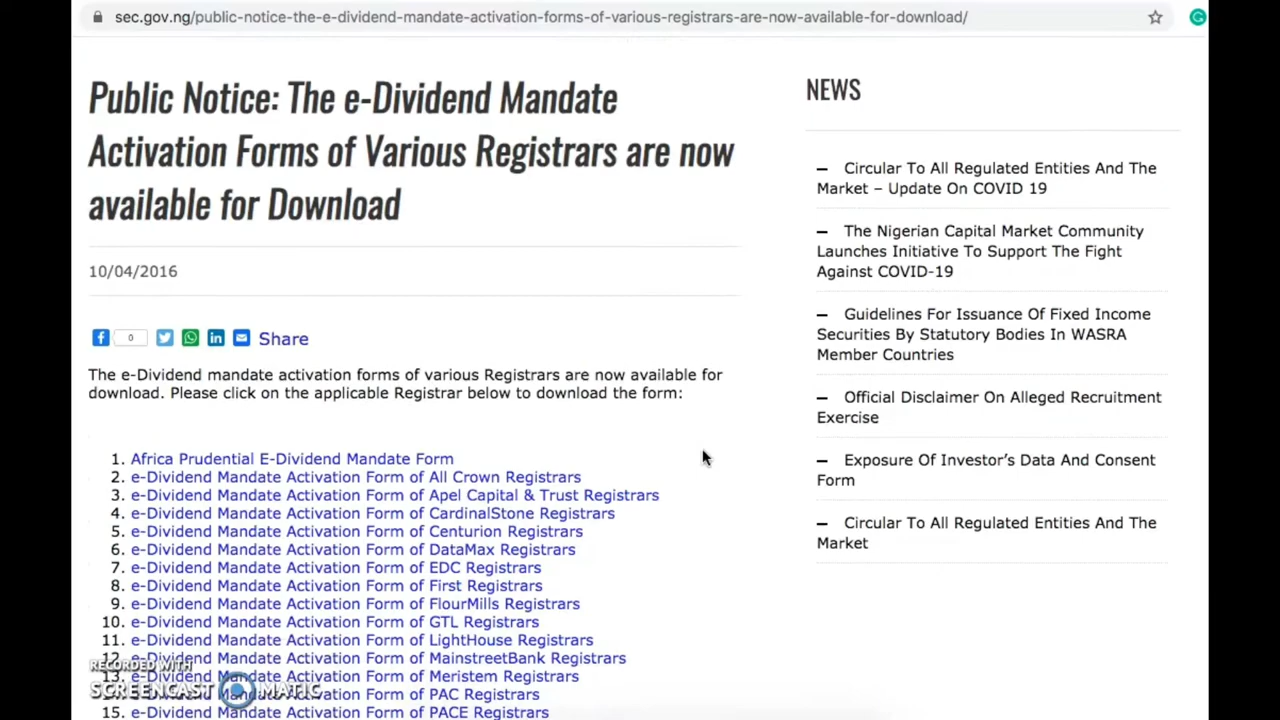 sec.gov.ng/public-notice-the-e-dividend-mandate-activation-forms-of-various-registrars-are-now-available-for-download/
Public Notice: The e-Dividend Mandate
Activation Forms of Various Registrars are now
available for Download
10/04/2016
0
Share
The e-Dividend mandate activation forms of various Registrars are now available for
download. Please click on the applicable Registrar below to download the form:
1. Africa Prudential E-Dividend Mandate Form
2. e-Dividend Mandate Activation Form of All Crown Registrars
3. e-Dividend Mandate Activation Form of Apel Capital & Trust Registrars
4. e-Dividend Mandate Activation Form of CardinalStone Registrars
5. e-Dividend Mandate Activation Form of Centurion Registrars
6. e-Dividend Mandate Activation Form of DataMax Registrars
7. e-Dividend Mandate Activation Form of EDC Registrars
8. e-Dividend Mandate Activation Form of First Registrars
9. e-Dividend Mandate Activation Form of FlourMills Registrars
10. e-Dividend Mandate Activation Form of GTL Registrars
11. e-Dividend Mandate Activation Form of LightHouse Registrars
12. e-Dividend Mandate Activation Form of MainstreetBank Registrars
13. e-Dividend Mandate Activation Form of Meristem Registrars
14. e-Dividend Mandate Activation Form of PAC Registrars
15. e-Dividend Mandate Activation Form of PACE Registrars
RECORDED WITH
SCREENCAST MATIC
NEWS
– Circular To All Regulated Entities And The
Market – Update On COVID 19
– The Nigerian Capital Market Community
Launches Initiative To Support The Fight
Against COVID-19
– Guidelines For Issuance Of Fixed Income
Securities By Statutory Bodies In WASRA
Member Countries
– Official Disclaimer On Alleged Recruitment
Exercise
– Exposure Of Investor's Data And Consent
Form
– Circular To All Regulated Entities And The
Market